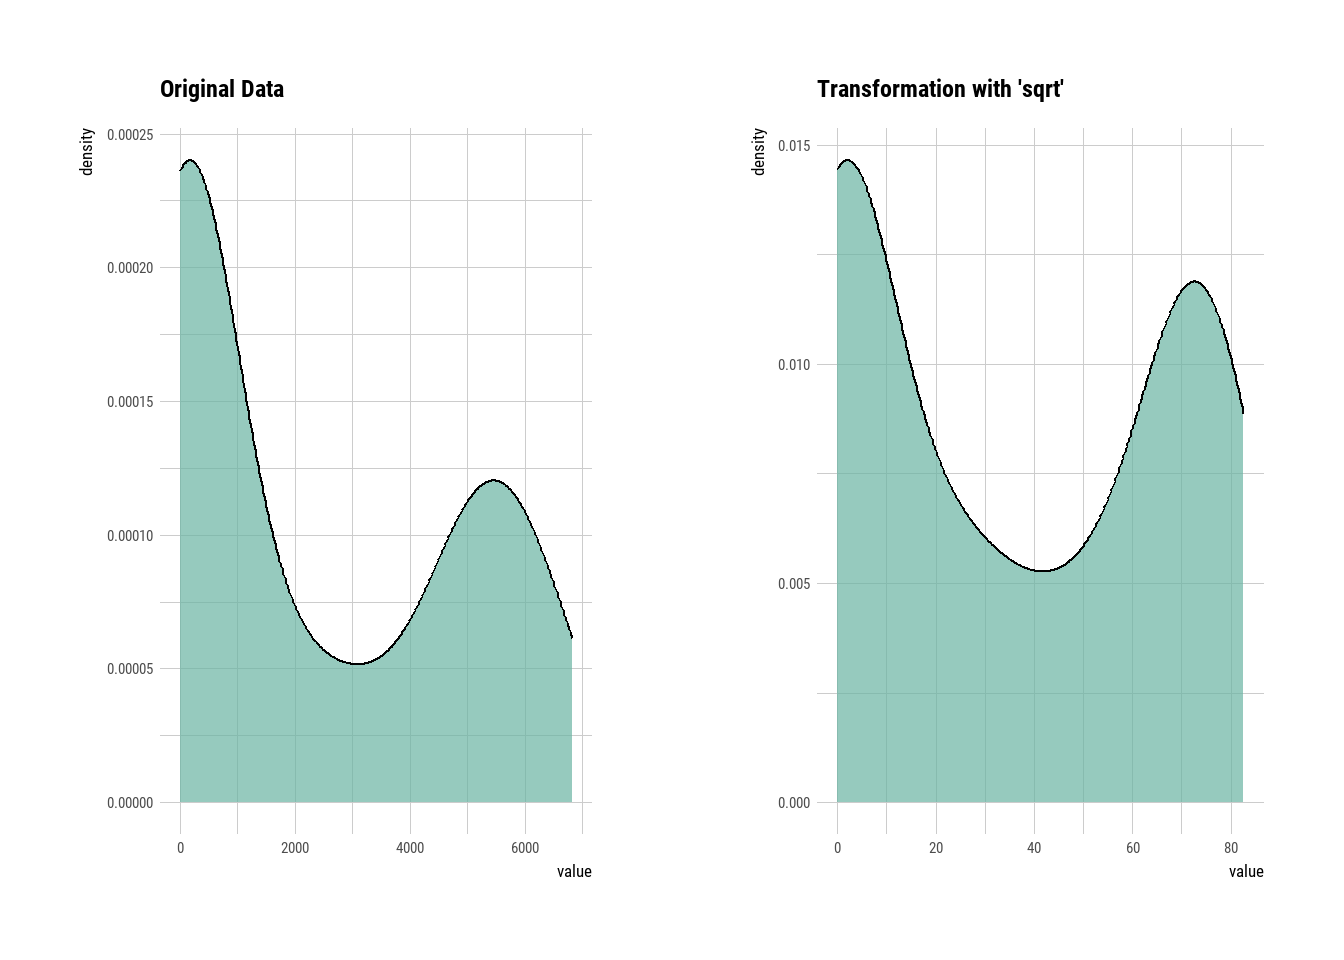 Original Data
density
0.00025
0.00020
0.00015
0.00010
0.00005
0.00000
0 2000 4000 6000
value
Transformation with 'sqrt'
density
0.015
0.010
0.005
0.000
0 20 40 60 80
value